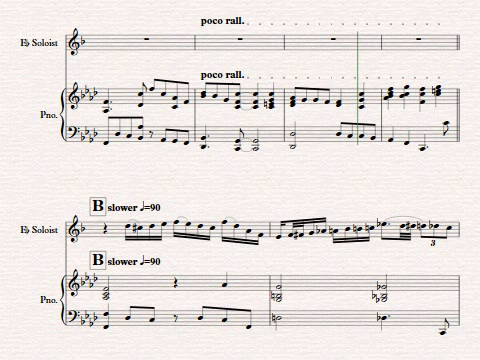 poco rall.
E♭ Soloist
poco rall.
Pno.
B slower ♩=90
E♭ Soloist
3
B slower ♩=90
Pno.